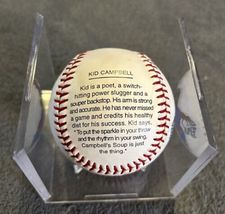 KID CAMPBELL
Kid is a poet, a switch-
hitting power slugger and a
souper backstop. His arm is strong
and accurate. He has never missed
a game and credits his healthy
diet for his success. Kid says,
"To put the sparkle in your throw
and the rhythm in your swing,
Campbell's Soup is just
the thing."